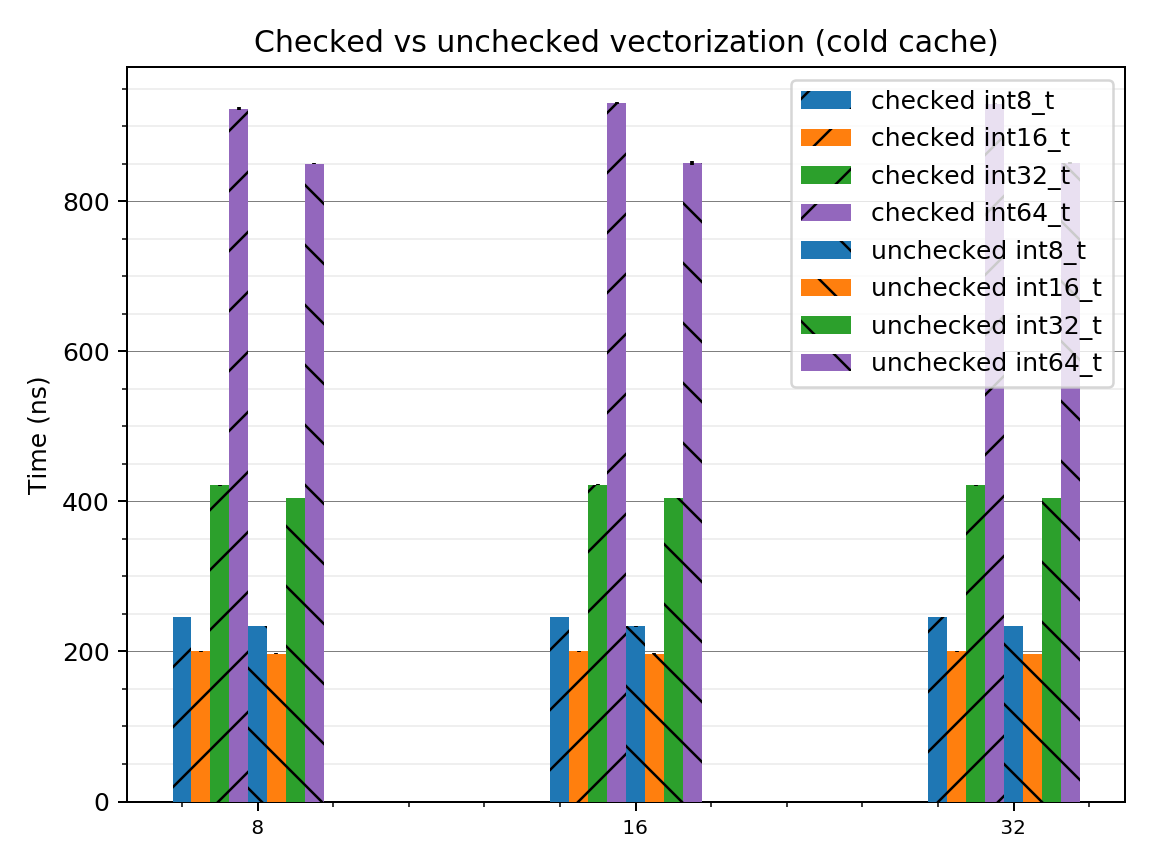 Checked vs unchecked vectorization (cold cache)
checked int8_t
checked int16_t
checked int32_t
checked int64_t
unchecked int8_t
unchecked int16_t
unchecked int32_t
unchecked int64_t
Time (ns)
800
600
400
200
0
8
16
32